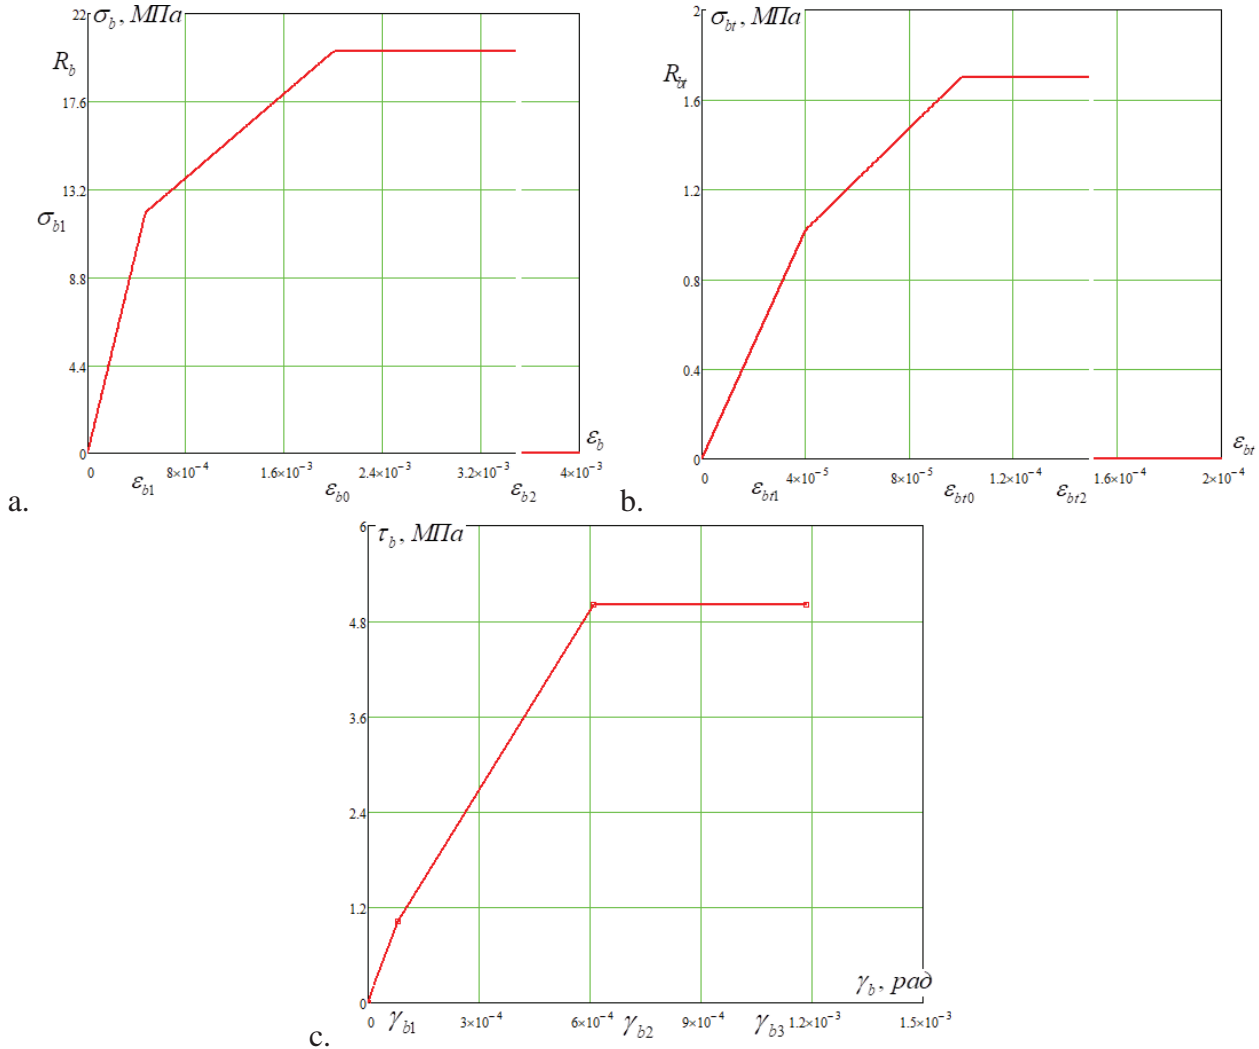 22 σb, МПа
Rb
17.6
13.2
σb1
8.8
4.4
0
εb
0 8×10⁻⁴ 1.6×10⁻³ 2.4×10⁻³ 3.2×10⁻³ 4×10⁻³
εb1 εb0 εb2
a.
2 σbt, МПа
Rbt
1.6
1.2
0.8
0.4
0
εbt
0 4×10⁻⁵ 8×10⁻⁵ 1.2×10⁻⁴ 1.6×10⁻⁴ 2×10⁻⁴
εbt1 εbt0 εbt2
b.
6 τb, МПа
4.8
3.6
2.4
1.2
0
γb, рад
0 γb1 3×10⁻⁴ 6×10⁻⁴ γb2 9×10⁻⁴ γb3 1.2×10⁻³ 1.5×10⁻³
c.